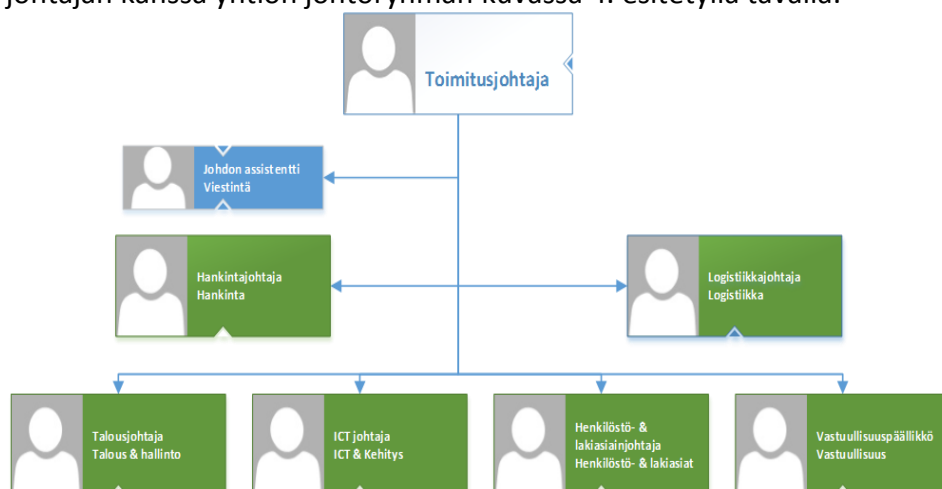 johtajan kanssa yhtiön johtoryhmän kuvassa 4. esitetyllä tavalla.
Toimitusjohtaja
Johdon assistentti
Viestintä
Hankintajohtaja
Hankinta
Logistiikkajohtaja
Logistiikka
Talousjohtaja
Talous & hallinto
ICT johtaja
ICT & Kehitys
Henkilöstö- &
lakiasiainjohtaja
Henkilöstö- & lakiasiat
Vastuullisuuspäällikkö
Vastuullisuus